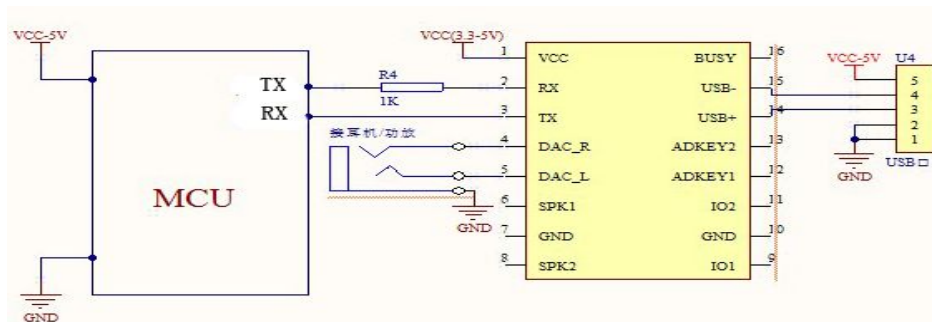 VCC-5V
TX
RX
MCU
GND
R4
1K
接耳机/功放
GND
VCC(3.3-5V)
1 VCC BUSY 16
2 RX USB- 15
3 TX USB+ 14
4 DAC_R ADKEY2 13
5 DAC_L ADKEY1 12
6 SPK1 IO2 11
7 GND GND 10
8 SPK2 IO1 9
VCC-5V
U4
5
4
3
2
1
GND
USB口